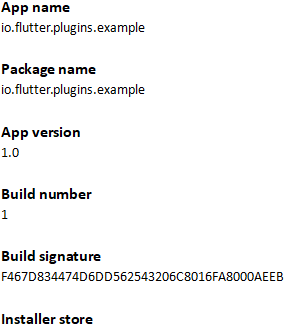 App name
io.flutter.plugins.example
Package name
io.flutter.plugins.example
App version
1.0
Build number
1
Build signature
F467D834474D6DD562543206C8016FA8000AEEB
Installer store